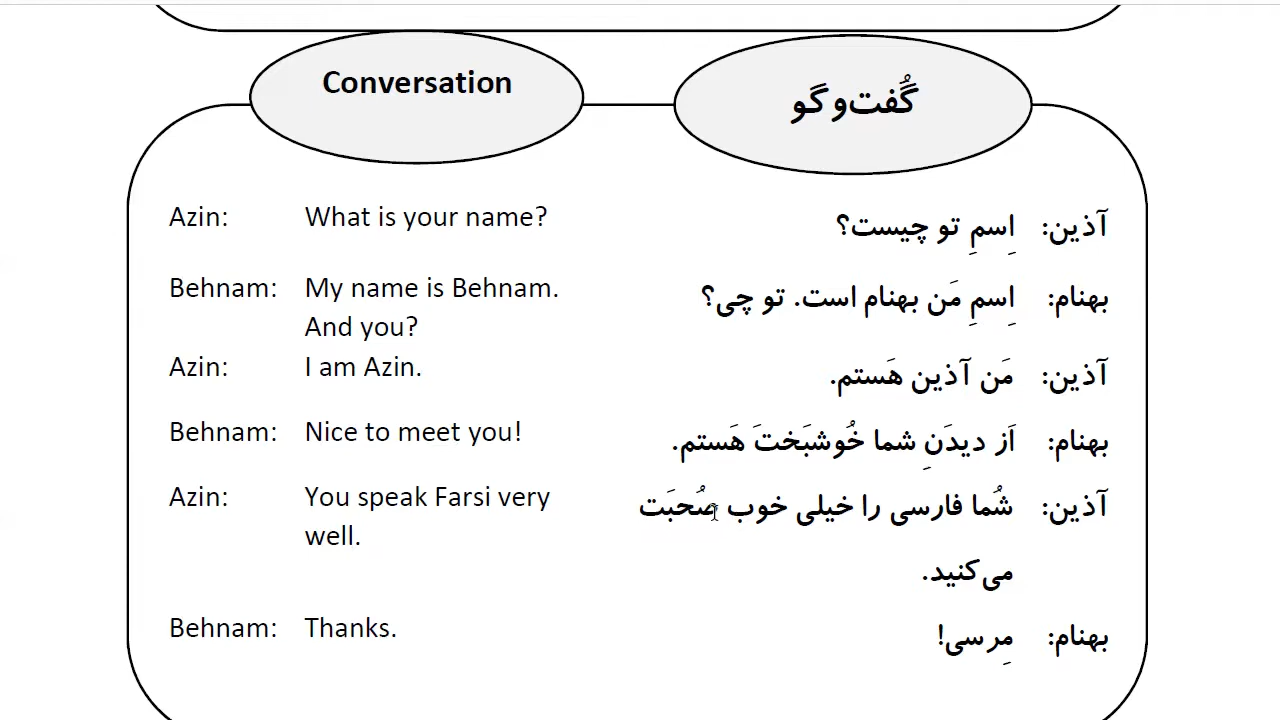 Conversation
گُفت‌وگو
Azin: What is your name?
آذین: اِسمِ تو چیست؟
Behnam: My name is Behnam.
And you?
بهنام: اِسمِ مَن بهنام است. تو چی؟
Azin: I am Azin.
آذین: مَن آذین هَستم.
Behnam: Nice to meet you!
بهنام: اَز دیدَنِ شما خُوشبَختَ هَستم.
Azin: You speak Farsi very
well.
آذین: شُما فارسی را خیلی خوب صُحبَت
می‌کنید.
Behnam: Thanks.
بهنام: مِرسی!